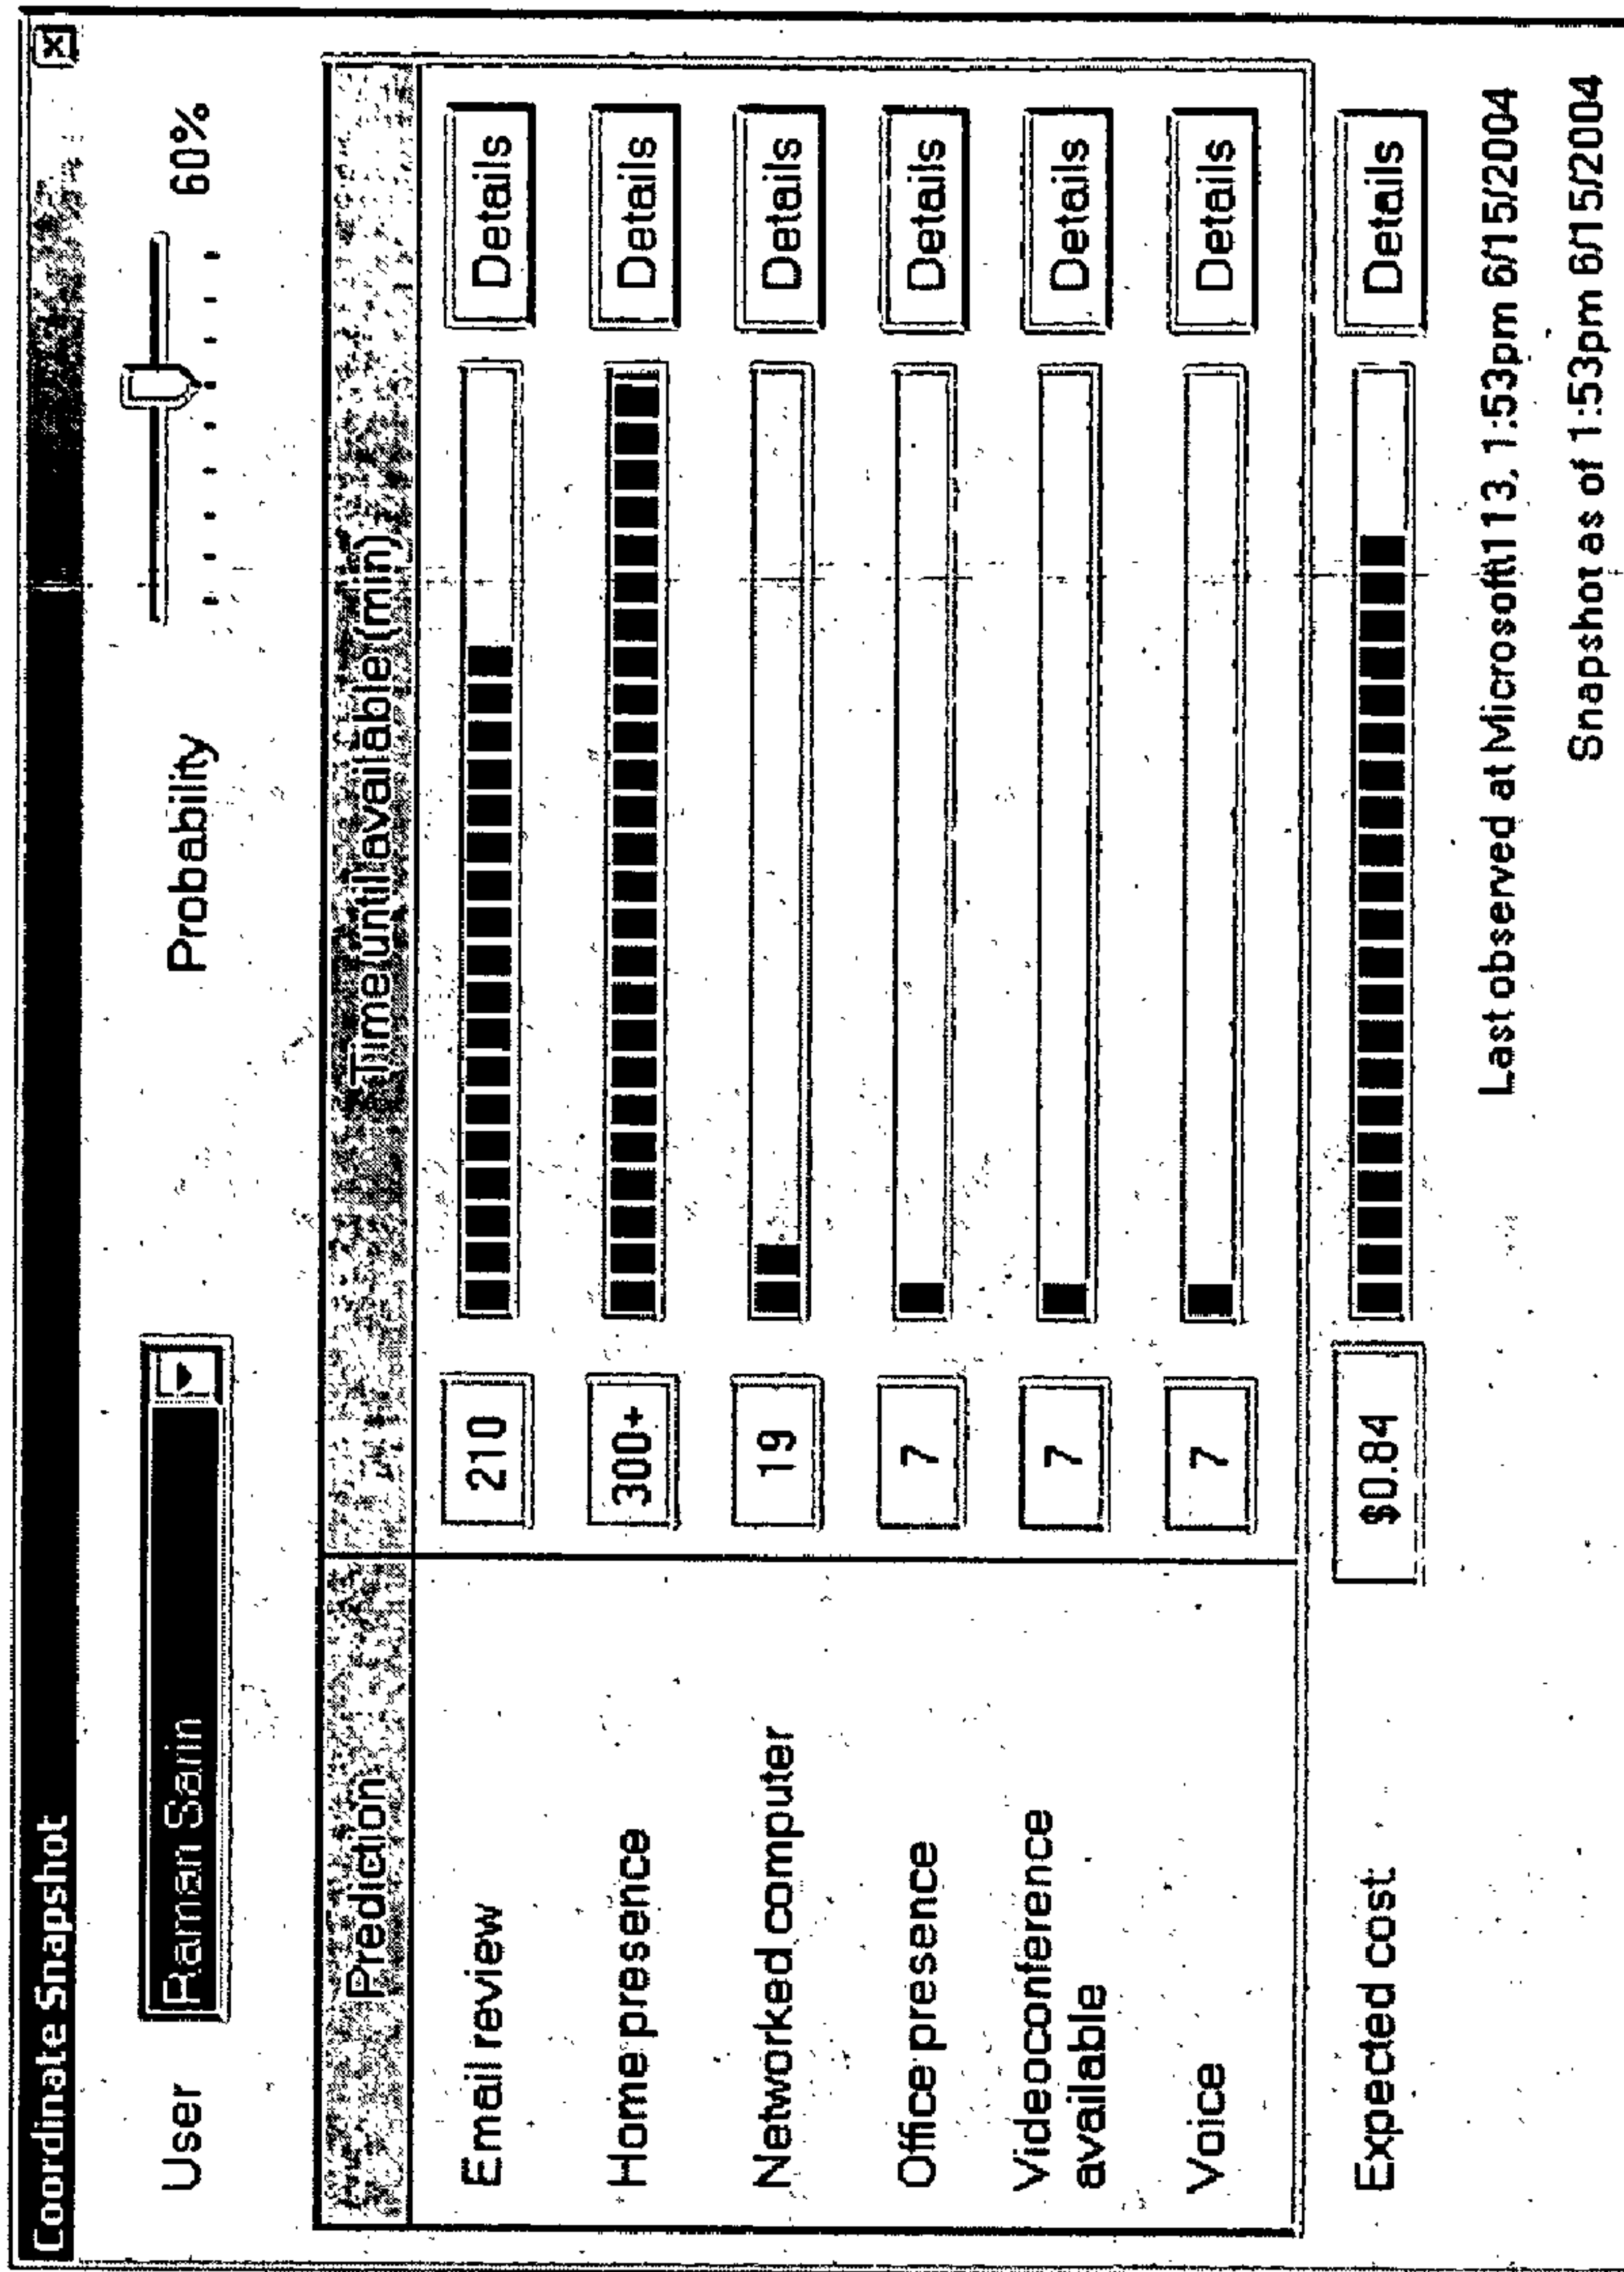 Coordinate Snapshot
User Raman Sarin Probability 60%
Prediction Time until available (min)
Email review 210 Details
Home presence 300+ Details
Networked computer 19 Details
Office presence 7 Details
Videoconference
available 7 Details
Voice 7 Details
Expected cost $0.84 Details
Last observed at Microsoft\113, 1:53pm 6/15/2004
Snapshot as of 1:53pm 6/15/2004